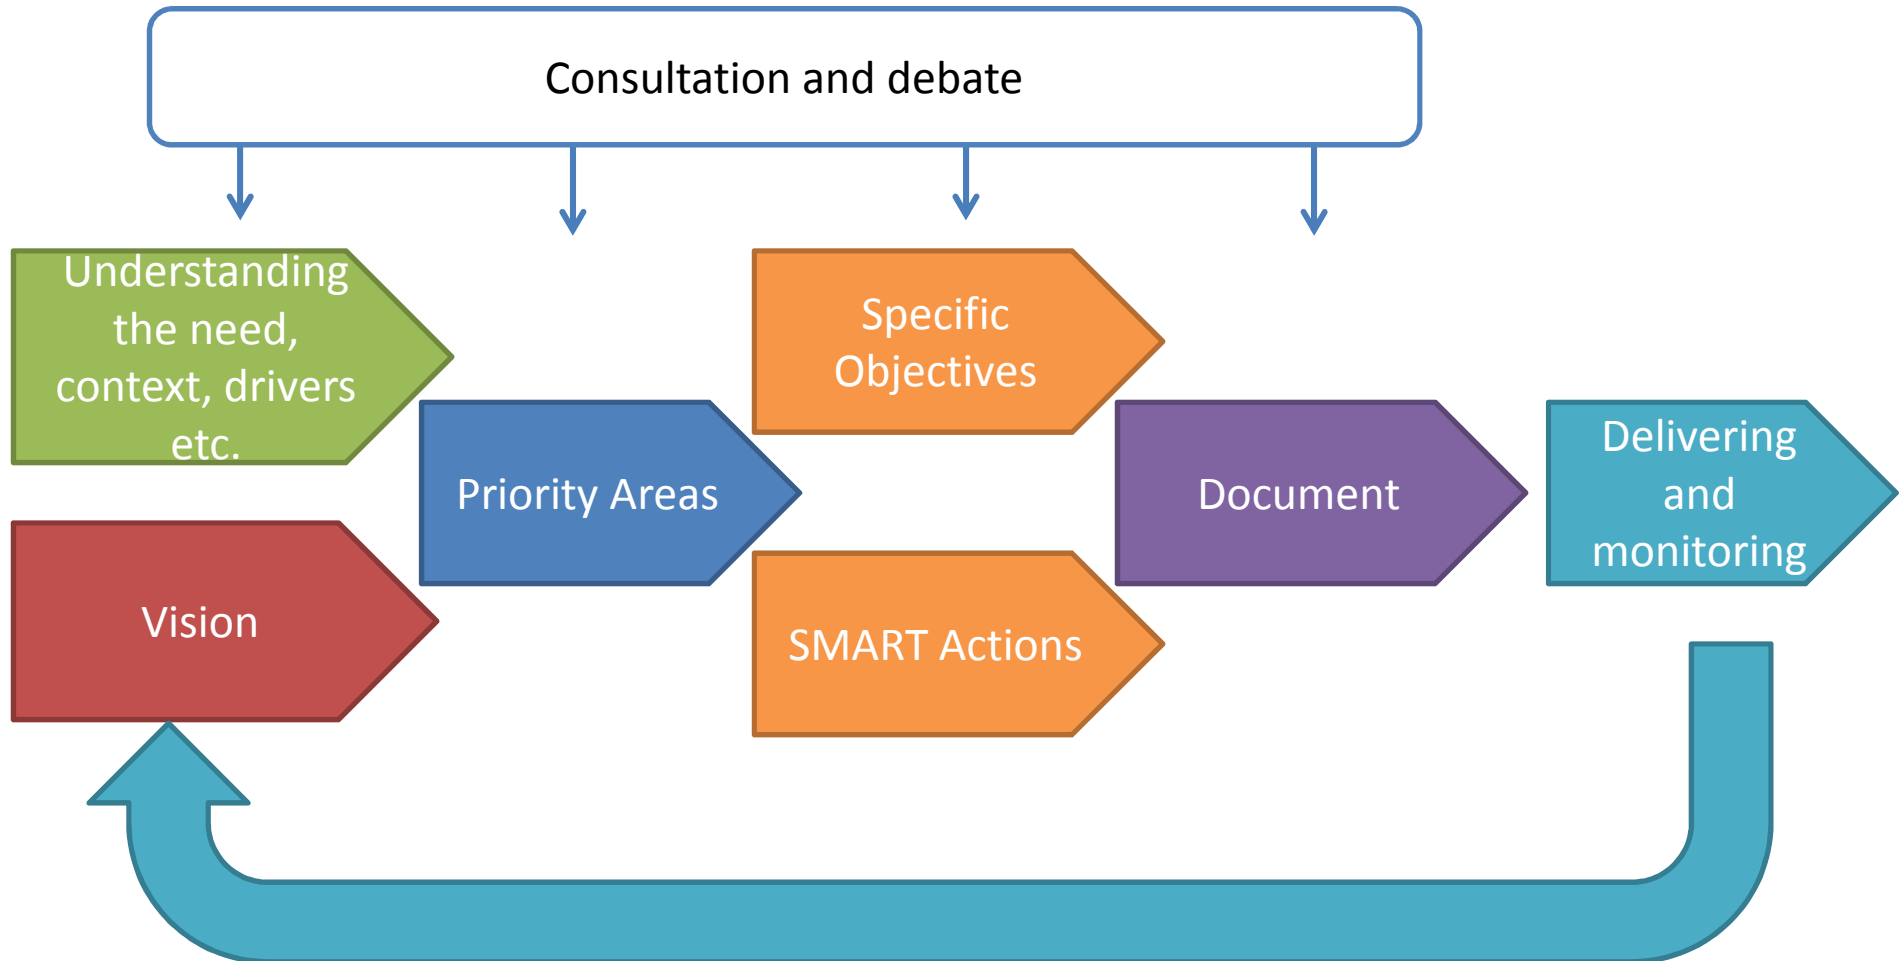 Consultation and debate
Understanding
the need,
context, drivers
etc.
Vision
Priority Areas
Specific
Objectives
SMART Actions
Document
Delivering
and
monitoring